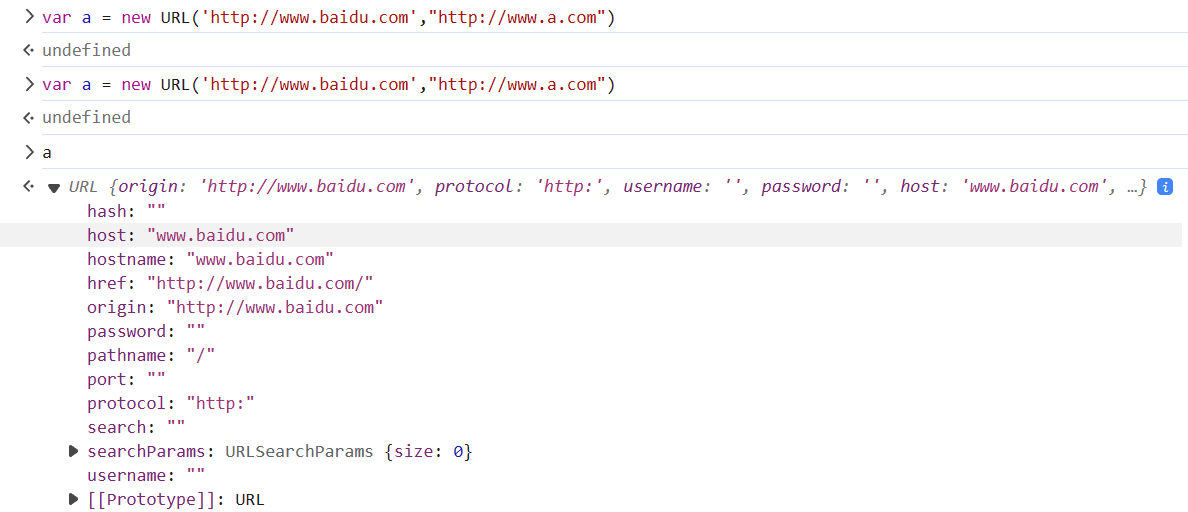 var a = new URL('http://www.baidu.com',"http://www.a.com")
undefined
var a = new URL('http://www.baidu.com',"http://www.a.com")
undefined
a
URL {origin: 'http://www.baidu.com', protocol: 'http:', username: '', password: '', host: 'www.baidu.com', …} i
hash: ""
host: "www.baidu.com"
hostname: "www.baidu.com"
href: "http://www.baidu.com/"
origin: "http://www.baidu.com"
password: ""
pathname: "/"
port: ""
protocol: "http:"
search: ""
searchParams: URLSearchParams {size: 0}
username: ""
[[Prototype]]: URL